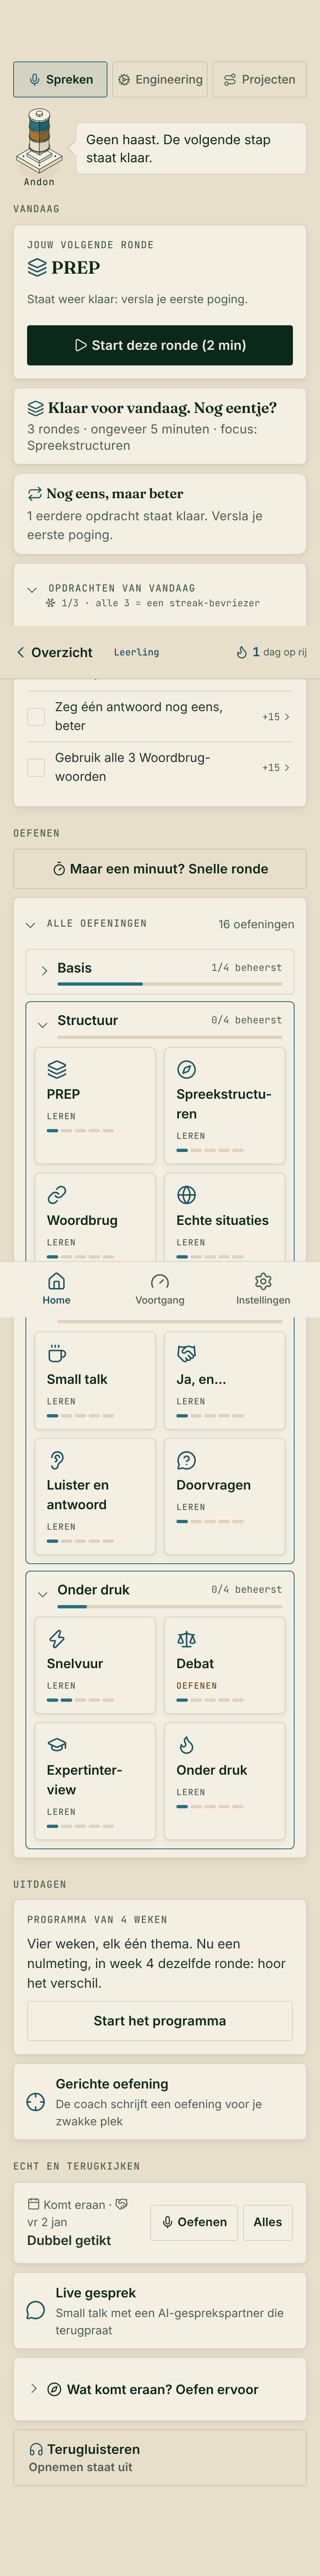 Spreken
Engineering
Projecten
Geen haast. De volgende stap
staat klaar.
Andon
VANDAAG
JOUW VOLGENDE RONDE
PREP
Staat weer klaar: versla je eerste poging.
Start deze ronde (2 min)
Klaar voor vandaag. Nog eentje?
3 rondes · ongeveer 5 minuten · focus:
Spreekstructuren
Nog eens, maar beter
1 eerdere opdracht staat klaar. Versla je
eerste poging.
OPDRACHTEN VAN VANDAAG
1/3 · alle 3 = een streak-bevriezer
Overzicht
Leerling
1 dag op rij
Zeg één antwoord nog eens,
beter
+15
Gebruik alle 3 Woordbrug-
woorden
+15
OEFENEN
Maar een minuut? Snelle ronde
ALLE OEFENINGEN
16 oefeningen
Basis
1/4 beheerst
Structuur
0/4 beheerst
PREP
LEREN
Spreekstructu-
ren
LEREN
Woordbrug
LEREN
Echte situaties
LEREN
Home
Voortgang
Instellingen
Small talk
LEREN
Ja, en...
LEREN
Luister en
antwoord
LEREN
Doorvragen
LEREN
Onder druk
0/4 beheerst
Snelvuur
LEREN
Debat
OEFENEN
Expertinter-
view
LEREN
Onder druk
LEREN
UITDAGEN
PROGRAMMA VAN 4 WEKEN
Vier weken, elk één thema. Nu een
nulmeting, in week 4 dezelfde ronde: hoor
het verschil.
Start het programma
Gerichte oefening
De coach schrijft een oefening voor je
zwakke plek
ECHT EN TERUGKIJKEN
Komt eraan ·
vr 2 jan
Dubbel getikt
Oefenen
Alles
Live gesprek
Small talk met een AI-gesprekspartner die
terugpraat
Wat komt eraan? Oefen ervoor
Terugluisteren
Opnemen staat uit